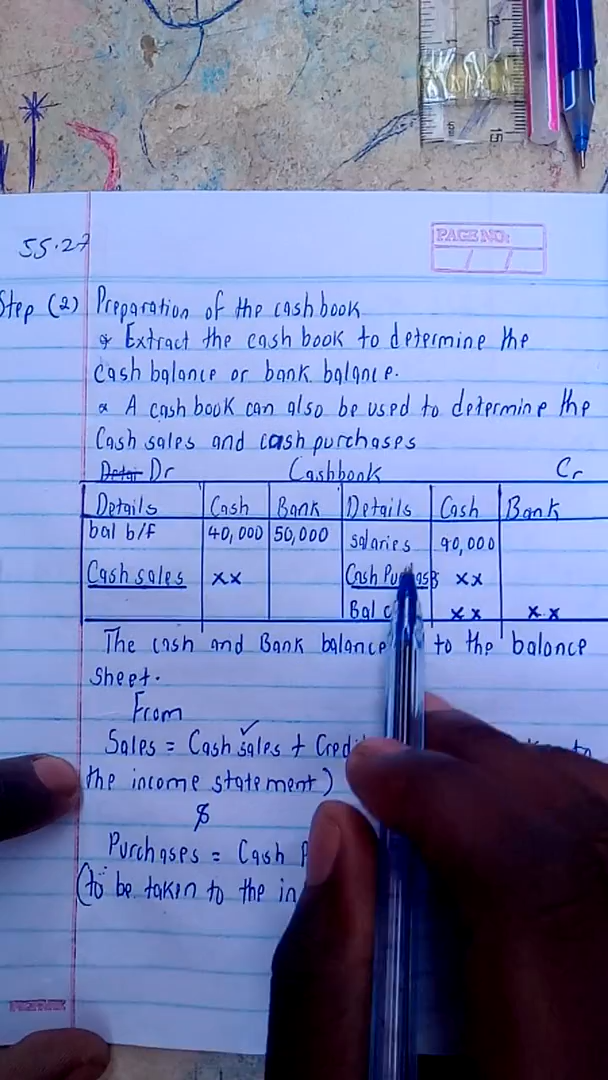 55.27
PAGE NO:
/ /
Step (2) Preparation of the cash book
* Extract the cash book to determine the
cash balance or bank balance.
* A cash book can also be used to determine the
Cash sales and cash purchases
Dr Cashbook Cr
Details Cash Bank Details Cash Bank
bal b/f 40,000 50,000 salaries 90,000
Cash sales xx xx
Bal xx xx
The cash and Bank balance to the balance
sheet.
From
Sales = Cash sales +
the income statement)
&
Purchases = Cash
(to be taken to the